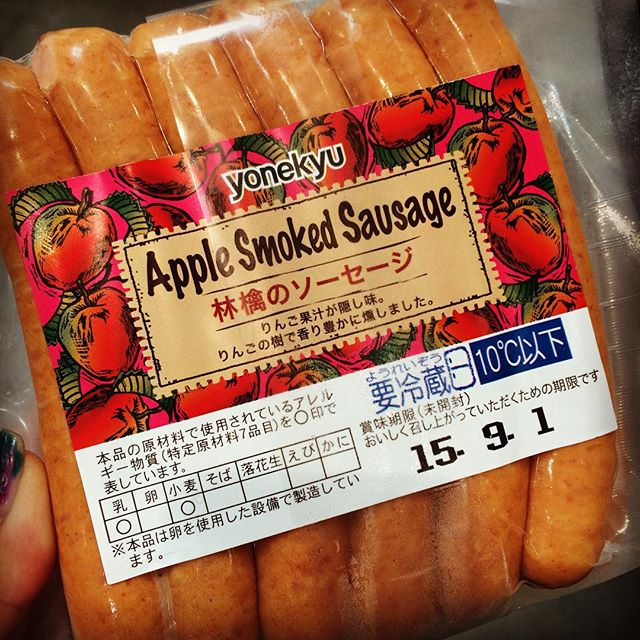 yonekyu
Apple Smoked Sausage
林檎のソーセージ
りんご果汁が隠し味。
りんごの樹で香り豊かに燻しました。
ようれいぞう
要冷蔵 10℃以下
賞味期限(未開封)
おいしく召し上がっていただくための期限です
15. 9. 1
本品の原材料で使用されているアレル
ギー物質(特定原材料7品目)を○印で
表しています。
乳 卵 小麦 そば 落花生 えび かに
○ ○
※本品は卵を使用した設備で製造してい
ます。